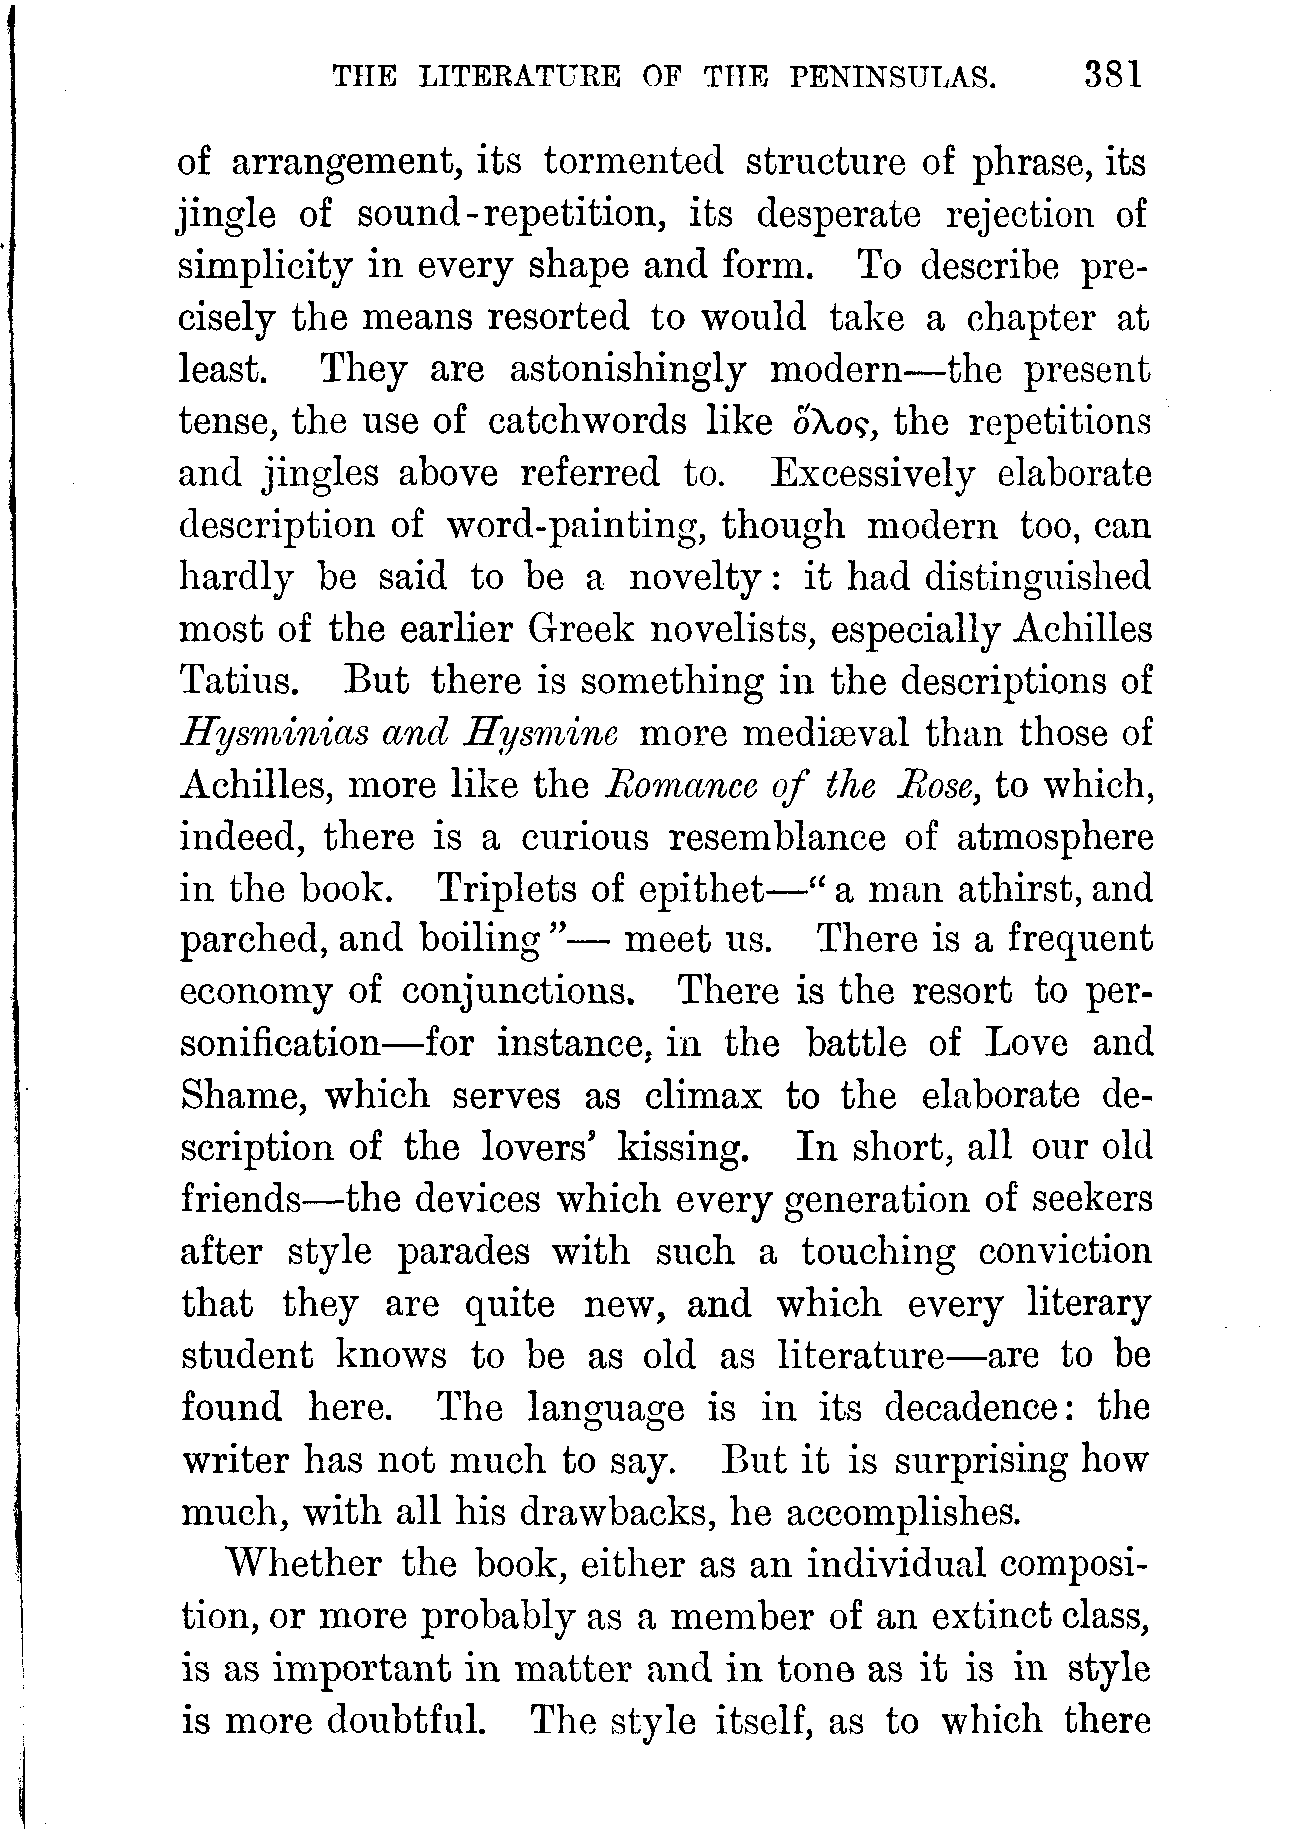 THE LITERATURE OF THE PENINSULAS. 381
of arrangement, its tormented structure of phrase, its
jingle of sound-repetition, its desperate rejection of
simplicity in every shape and form. To describe pre-
cisely the means resorted to would take a chapter at
least. They are astonishingly modern—the present
tense, the use of catchwords like ὅλος, the repetitions
and jingles above referred to. Excessively elaborate
description of word-painting, though modern too, can
hardly be said to be a novelty: it had distinguished
most of the earlier Greek novelists, especially Achilles
Tatius. But there is something in the descriptions of
Hysminias and Hysmine more mediæval than those of
Achilles, more like the Romance of the Rose, to which,
indeed, there is a curious resemblance of atmosphere
in the book. Triplets of epithet—“a man athirst, and
parched, and boiling”—meet us. There is a frequent
economy of conjunctions. There is the resort to per-
sonification—for instance, in the battle of Love and
Shame, which serves as climax to the elaborate de-
scription of the lovers’ kissing. In short, all our old
friends—the devices which every generation of seekers
after style parades with such a touching conviction
that they are quite new, and which every literary
student knows to be as old as literature—are to be
found here. The language is in its decadence: the
writer has not much to say. But it is surprising how
much, with all his drawbacks, he accomplishes.
Whether the book, either as an individual composi-
tion, or more probably as a member of an extinct class,
is as important in matter and in tone as it is in style
is more doubtful. The style itself, as to which there